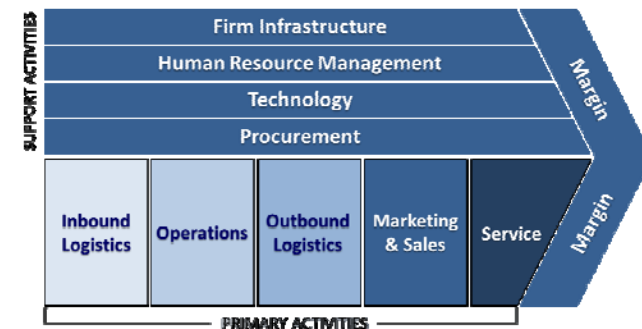 SUPPORT ACTIVITIES
Firm Infrastructure
Human Resource Management
Technology
Procurement
Margin
Inbound
Logistics
Operations
Outbound
Logistics
Marketing
& Sales
Service
Margin
PRIMARY ACTIVITIES